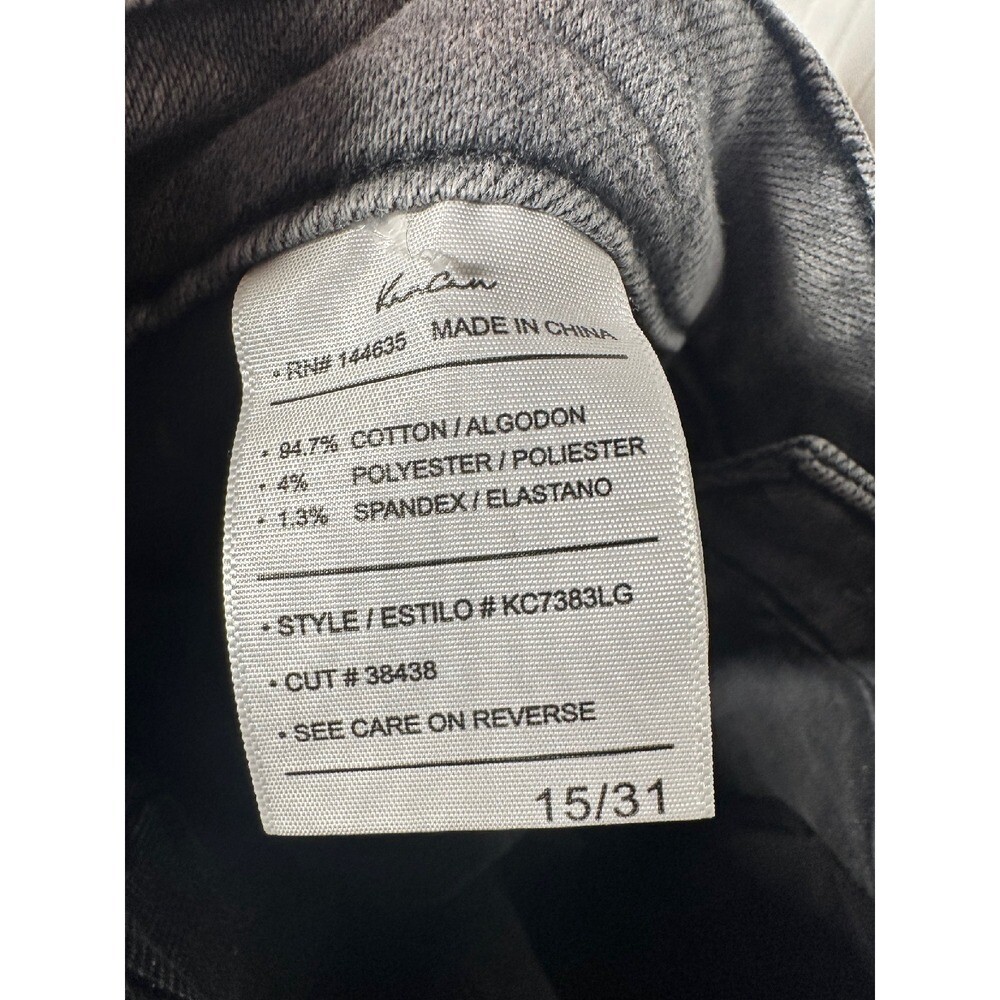 KanCan
• RN# 144635 MADE IN CHINA
• 94.7% COTTON / ALGODON
• 4% POLYESTER / POLIESTER
• 1.3% SPANDEX / ELASTANO
• STYLE / ESTILO # KC7383LG
• CUT # 38438
• SEE CARE ON REVERSE
15/31